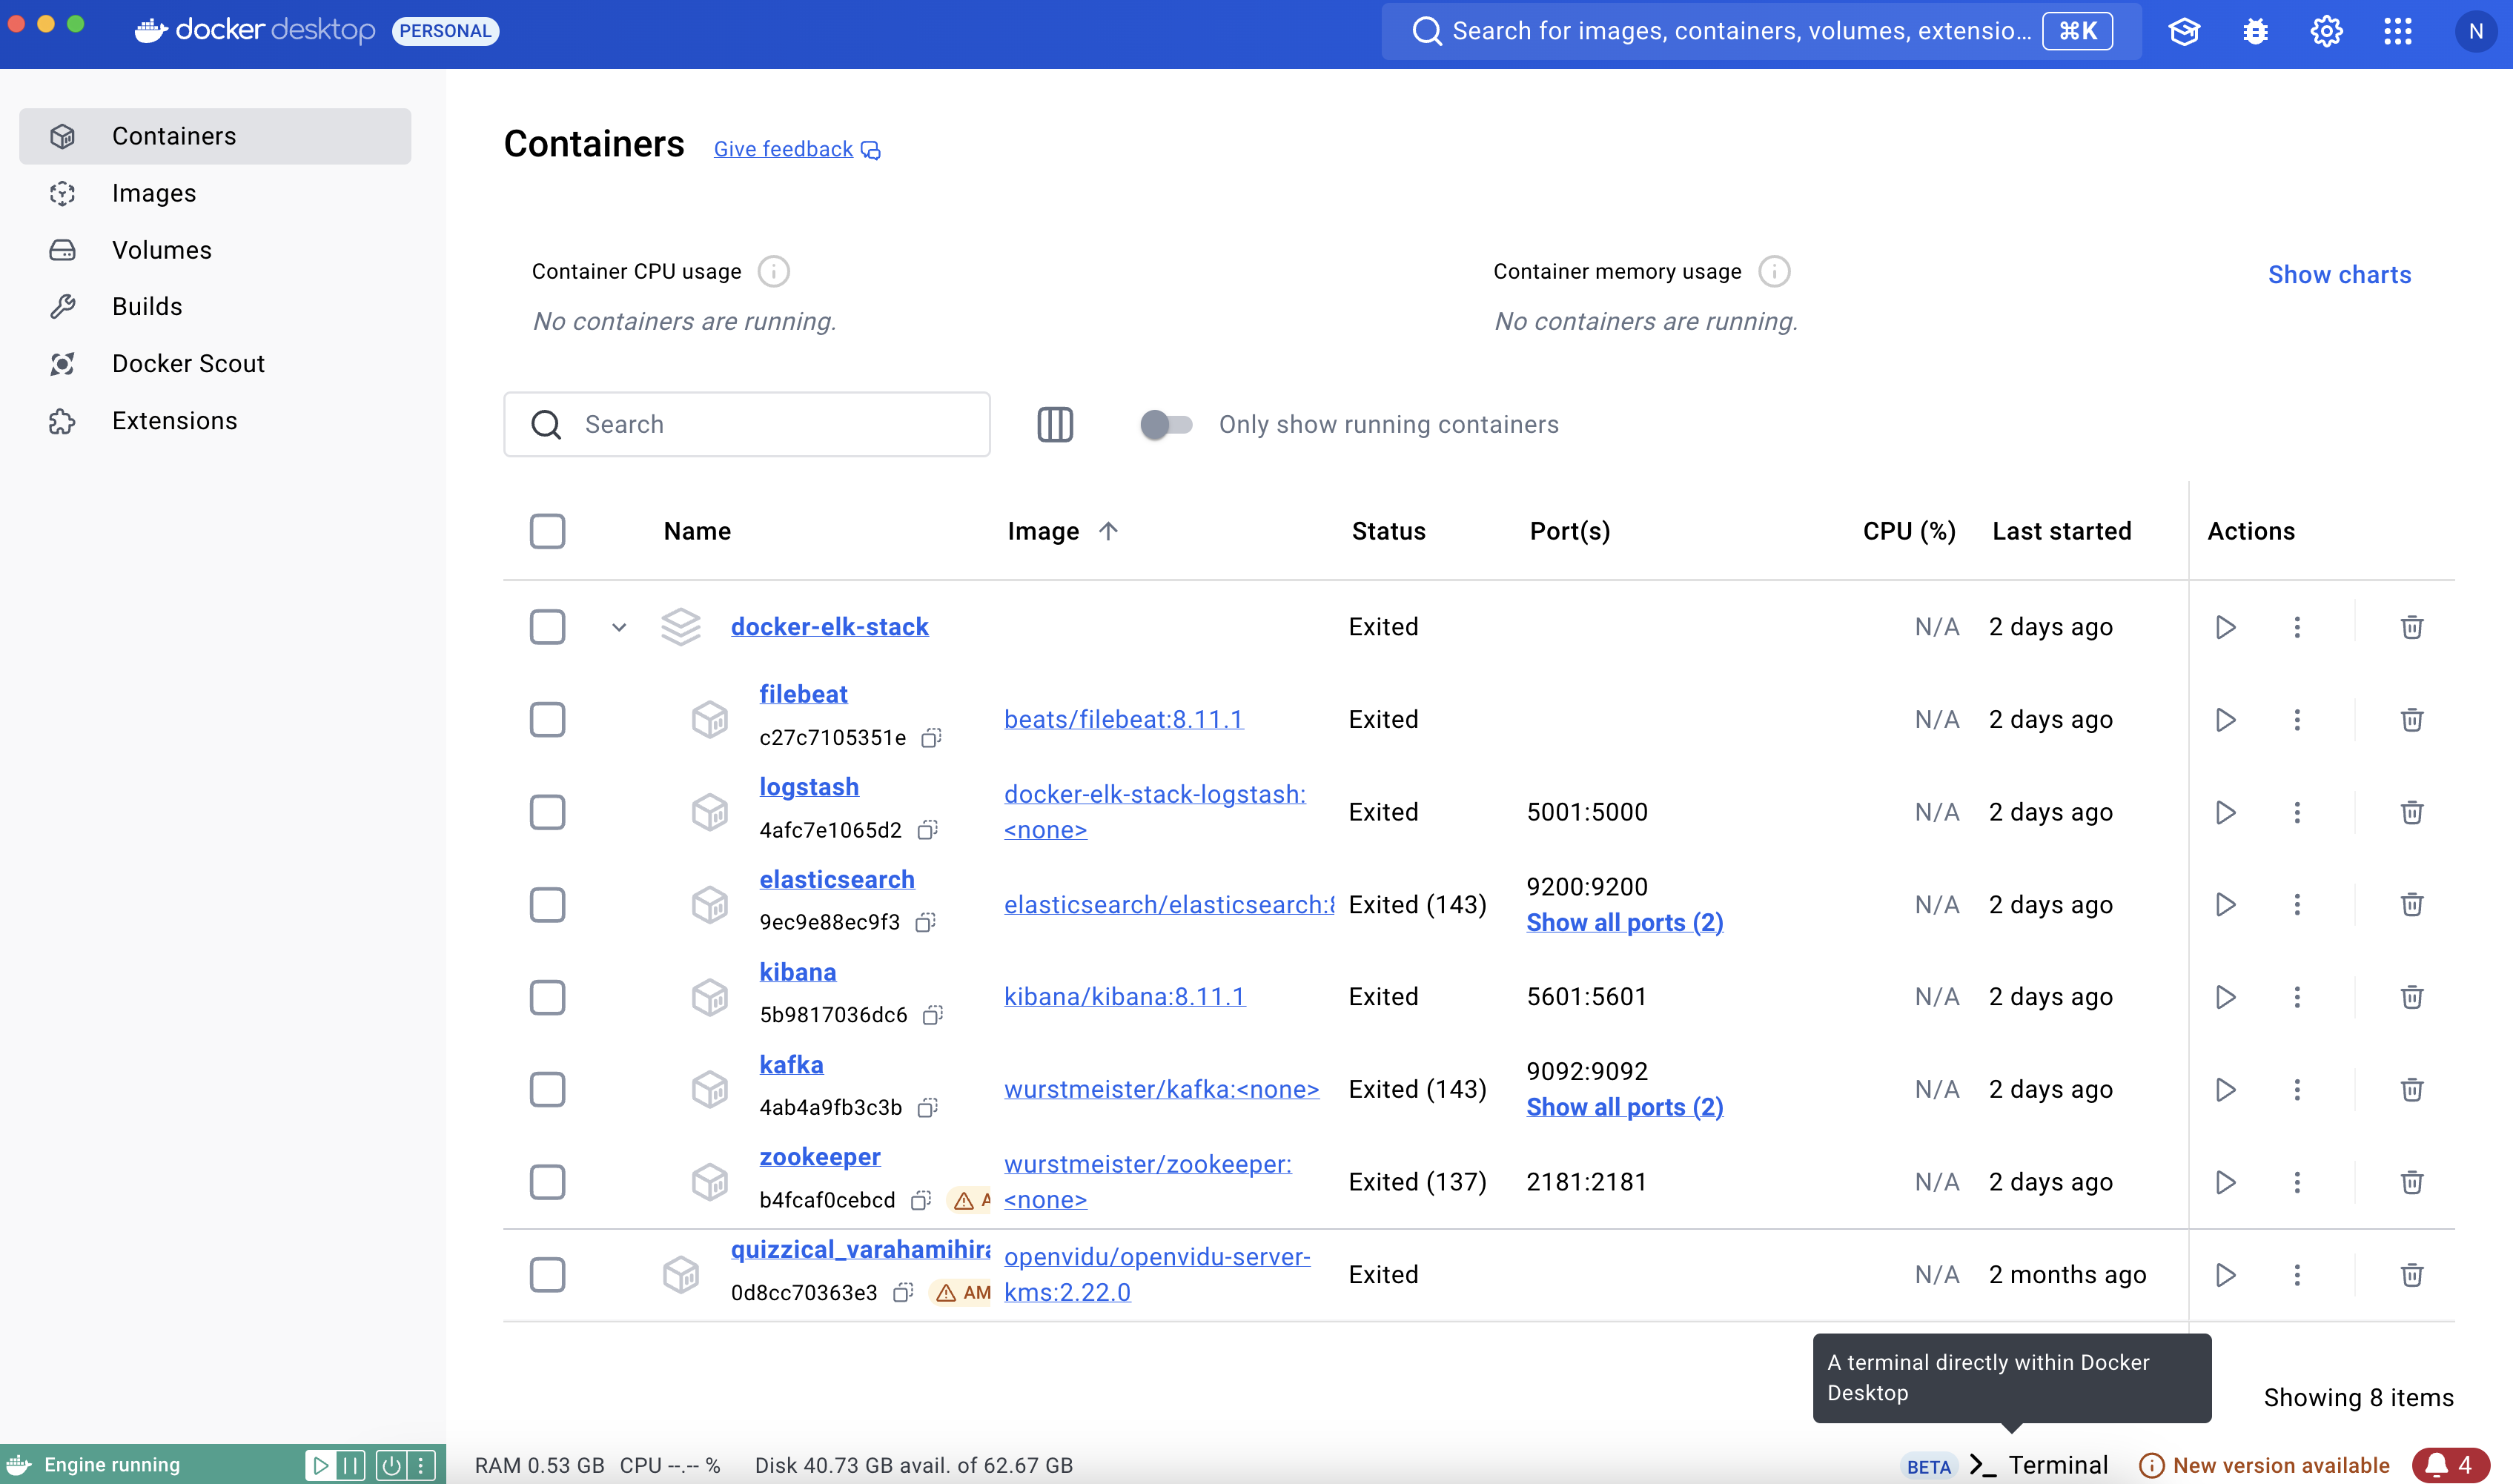 docker desktop PERSONAL
Search for images, containers, volumes, extensio... ⌘K
N
Containers
Images
Volumes
Builds
Docker Scout
Extensions
Containers Give feedback
Container CPU usage
No containers are running.
Container memory usage
No containers are running.
Show charts
Search
Only show running containers
Name Image Status Port(s) CPU (%) Last started Actions
docker-elk-stack Exited N/A 2 days ago
filebeat
c27c7105351e
beats/filebeat:8.11.1 Exited N/A 2 days ago
logstash
4afc7e1065d2
docker-elk-stack-logstash:
<none>
Exited 5001:5000 N/A 2 days ago
elasticsearch
9ec9e88ec9f3
elasticsearch/elasticsearch: Exited (143)
9200:9200
Show all ports (2)
N/A 2 days ago
kibana
5b9817036dc6
kibana/kibana:8.11.1 Exited 5601:5601 N/A 2 days ago
kafka
4ab4a9fb3c3b
wurstmeister/kafka:<none> Exited (143)
9092:9092
Show all ports (2)
N/A 2 days ago
zookeeper
b4fcaf0cebcd A
wurstmeister/zookeeper:
<none>
Exited (137) 2181:2181 N/A 2 days ago
quizzical_varahamihira
0d8cc70363e3 AM
openvidu/openvidu-server-
kms:2.22.0
Exited N/A 2 months ago
A terminal directly within Docker
Desktop
Showing 8 items
Engine running
RAM 0.53 GB CPU --.-- % Disk 40.73 GB avail. of 62.67 GB
BETA >_ Terminal New version available 4